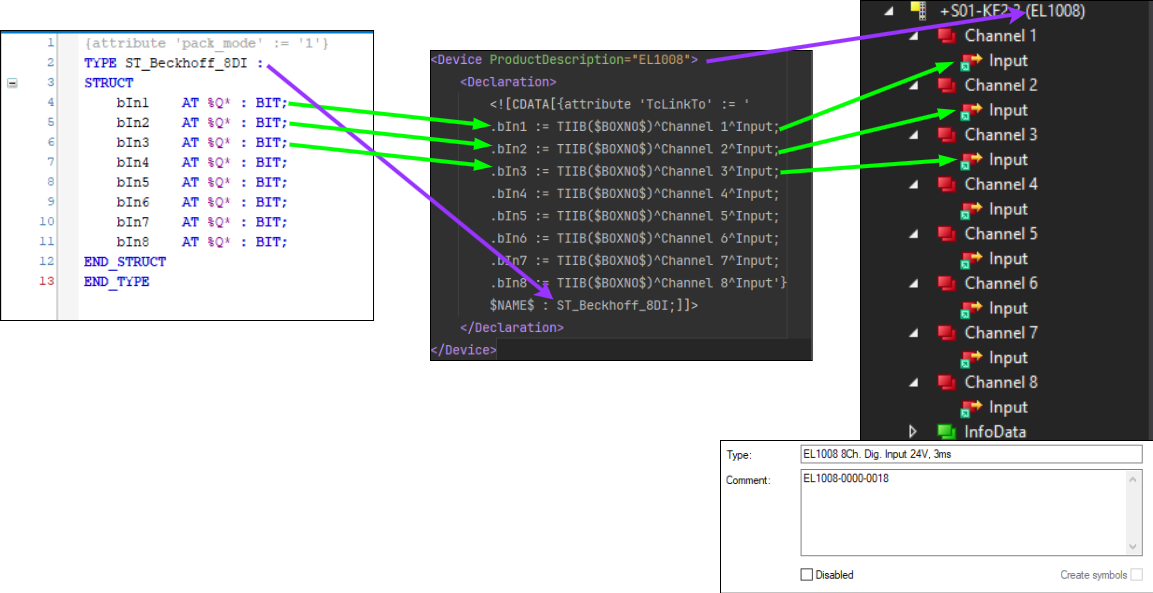 1 {attribute 'pack_mode' := '1'}
2 TYPE ST_Beckhoff_8DI :
3 STRUCT
4 bIn1 AT %Q* : BIT;
5 bIn2 AT %Q* : BIT;
6 bIn3 AT %Q* : BIT;
7 bIn4 AT %Q* : BIT;
8 bIn5 AT %Q* : BIT;
9 bIn6 AT %Q* : BIT;
10 bIn7 AT %Q* : BIT;
11 bIn8 AT %Q* : BIT;
12 END_STRUCT
13 END_TYPE
<Device ProductDescription="EL1008">
<Declaration>
<![CDATA[{attribute 'TcLinkTo' := '
.bIn1 := TIIB($BOXNO$)^Channel 1^Input;
.bIn2 := TIIB($BOXNO$)^Channel 2^Input;
.bIn3 := TIIB($BOXNO$)^Channel 3^Input;
.bIn4 := TIIB($BOXNO$)^Channel 4^Input;
.bIn5 := TIIB($BOXNO$)^Channel 5^Input;
.bIn6 := TIIB($BOXNO$)^Channel 6^Input;
.bIn7 := TIIB($BOXNO$)^Channel 7^Input;
.bIn8 := TIIB($BOXNO$)^Channel 8^Input'}
$NAME$ : ST_Beckhoff_8DI;]]>
</Declaration>
</Device>
(EL1008)
Channel 1
Input
Channel 2
Input
Channel 3
Input
Channel 4
Input
Channel 5
Input
Channel 6
Input
Channel 7
Input
Channel 8
Input
InfoData
Type: EL1008 8Ch. Dig. Input 24V, 3ms
Comment: EL1008-0000-0018
Disabled
Create symbols